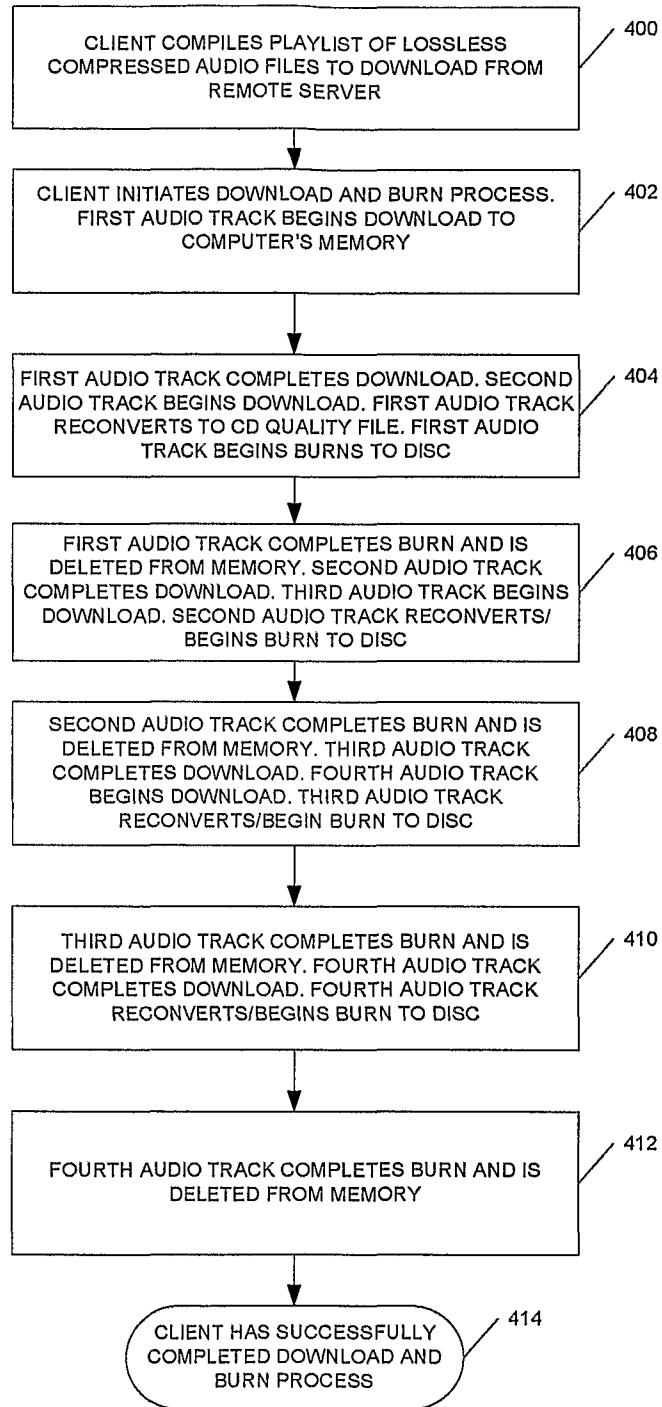 CLIENT COMPILES PLAYLIST OF LOSSLESS
COMPRESSED AUDIO FILES TO DOWNLOAD FROM
REMOTE SERVER
400
CLIENT INITIATES DOWNLOAD AND BURN PROCESS.
FIRST AUDIO TRACK BEGINS DOWNLOAD TO
COMPUTER'S MEMORY
402
FIRST AUDIO TRACK COMPLETES DOWNLOAD. SECOND
AUDIO TRACK BEGINS DOWNLOAD. FIRST AUDIO TRACK
RECONVERTS TO CD QUALITY FILE. FIRST AUDIO
TRACK BEGINS BURNS TO DISC
404
FIRST AUDIO TRACK COMPLETES BURN AND IS
DELETED FROM MEMORY. SECOND AUDIO TRACK
COMPLETES DOWNLOAD. THIRD AUDIO TRACK BEGINS
DOWNLOAD. SECOND AUDIO TRACK RECONVERTS/
BEGINS BURN TO DISC
406
SECOND AUDIO TRACK COMPLETES BURN AND IS
DELETED FROM MEMORY. THIRD AUDIO TRACK
COMPLETES DOWNLOAD. FOURTH AUDIO TRACK
BEGINS DOWNLOAD. THIRD AUDIO TRACK
RECONVERTS/BEGIN BURN TO DISC
408
THIRD AUDIO TRACK COMPLETES BURN AND IS
DELETED FROM MEMORY. FOURTH AUDIO TRACK
COMPLETES DOWNLOAD. FOURTH AUDIO TRACK
RECONVERTS/BEGINS BURN TO DISC
410
FOURTH AUDIO TRACK COMPLETES BURN AND IS
DELETED FROM MEMORY
412
CLIENT HAS SUCCESSFULLY
COMPLETED DOWNLOAD AND
BURN PROCESS
414